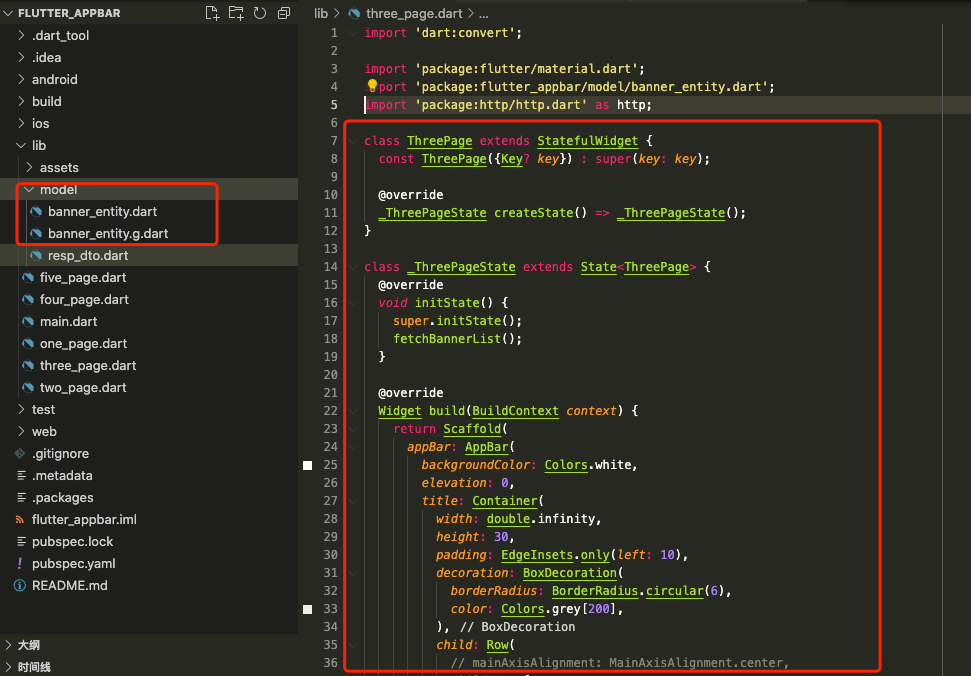 FLUTTER_APPBAR
.dart_tool
.idea
android
build
ios
lib
assets
model
banner_entity.dart
banner_entity.g.dart
resp_dto.dart
five_page.dart
four_page.dart
main.dart
one_page.dart
three_page.dart
two_page.dart
test
web
.gitignore
.metadata
.packages
flutter_appbar.iml
pubspec.lock
pubspec.yaml
README.md
大纲
时间线
lib > three_page.dart > ...
1 import 'dart:convert';
2
3 import 'package:flutter/material.dart';
4 port 'package:flutter_appbar/model/banner_entity.dart';
5 import 'package:http/http.dart' as http;
6
7 class ThreePage extends StatefulWidget {
8 const ThreePage({Key? key}) : super(key: key);
9
10 @override
11 _ThreePageState createState() => _ThreePageState();
12 }
13
14 class _ThreePageState extends State<ThreePage> {
15 @override
16 void initState() {
17 super.initState();
18 fetchBannerList();
19 }
20
21 @override
22 Widget build(BuildContext context) {
23 return Scaffold(
24 appBar: AppBar(
25 backgroundColor: Colors.white,
26 elevation: 0,
27 title: Container(
28 width: double.infinity,
29 height: 30,
30 padding: EdgeInsets.only(left: 10),
31 decoration: BoxDecoration(
32 borderRadius: BorderRadius.circular(6),
33 color: Colors.grey[200],
34 ), // BoxDecoration
35 child: Row(
36 // mainAxisAlignment: MainAxisAlignment.center,